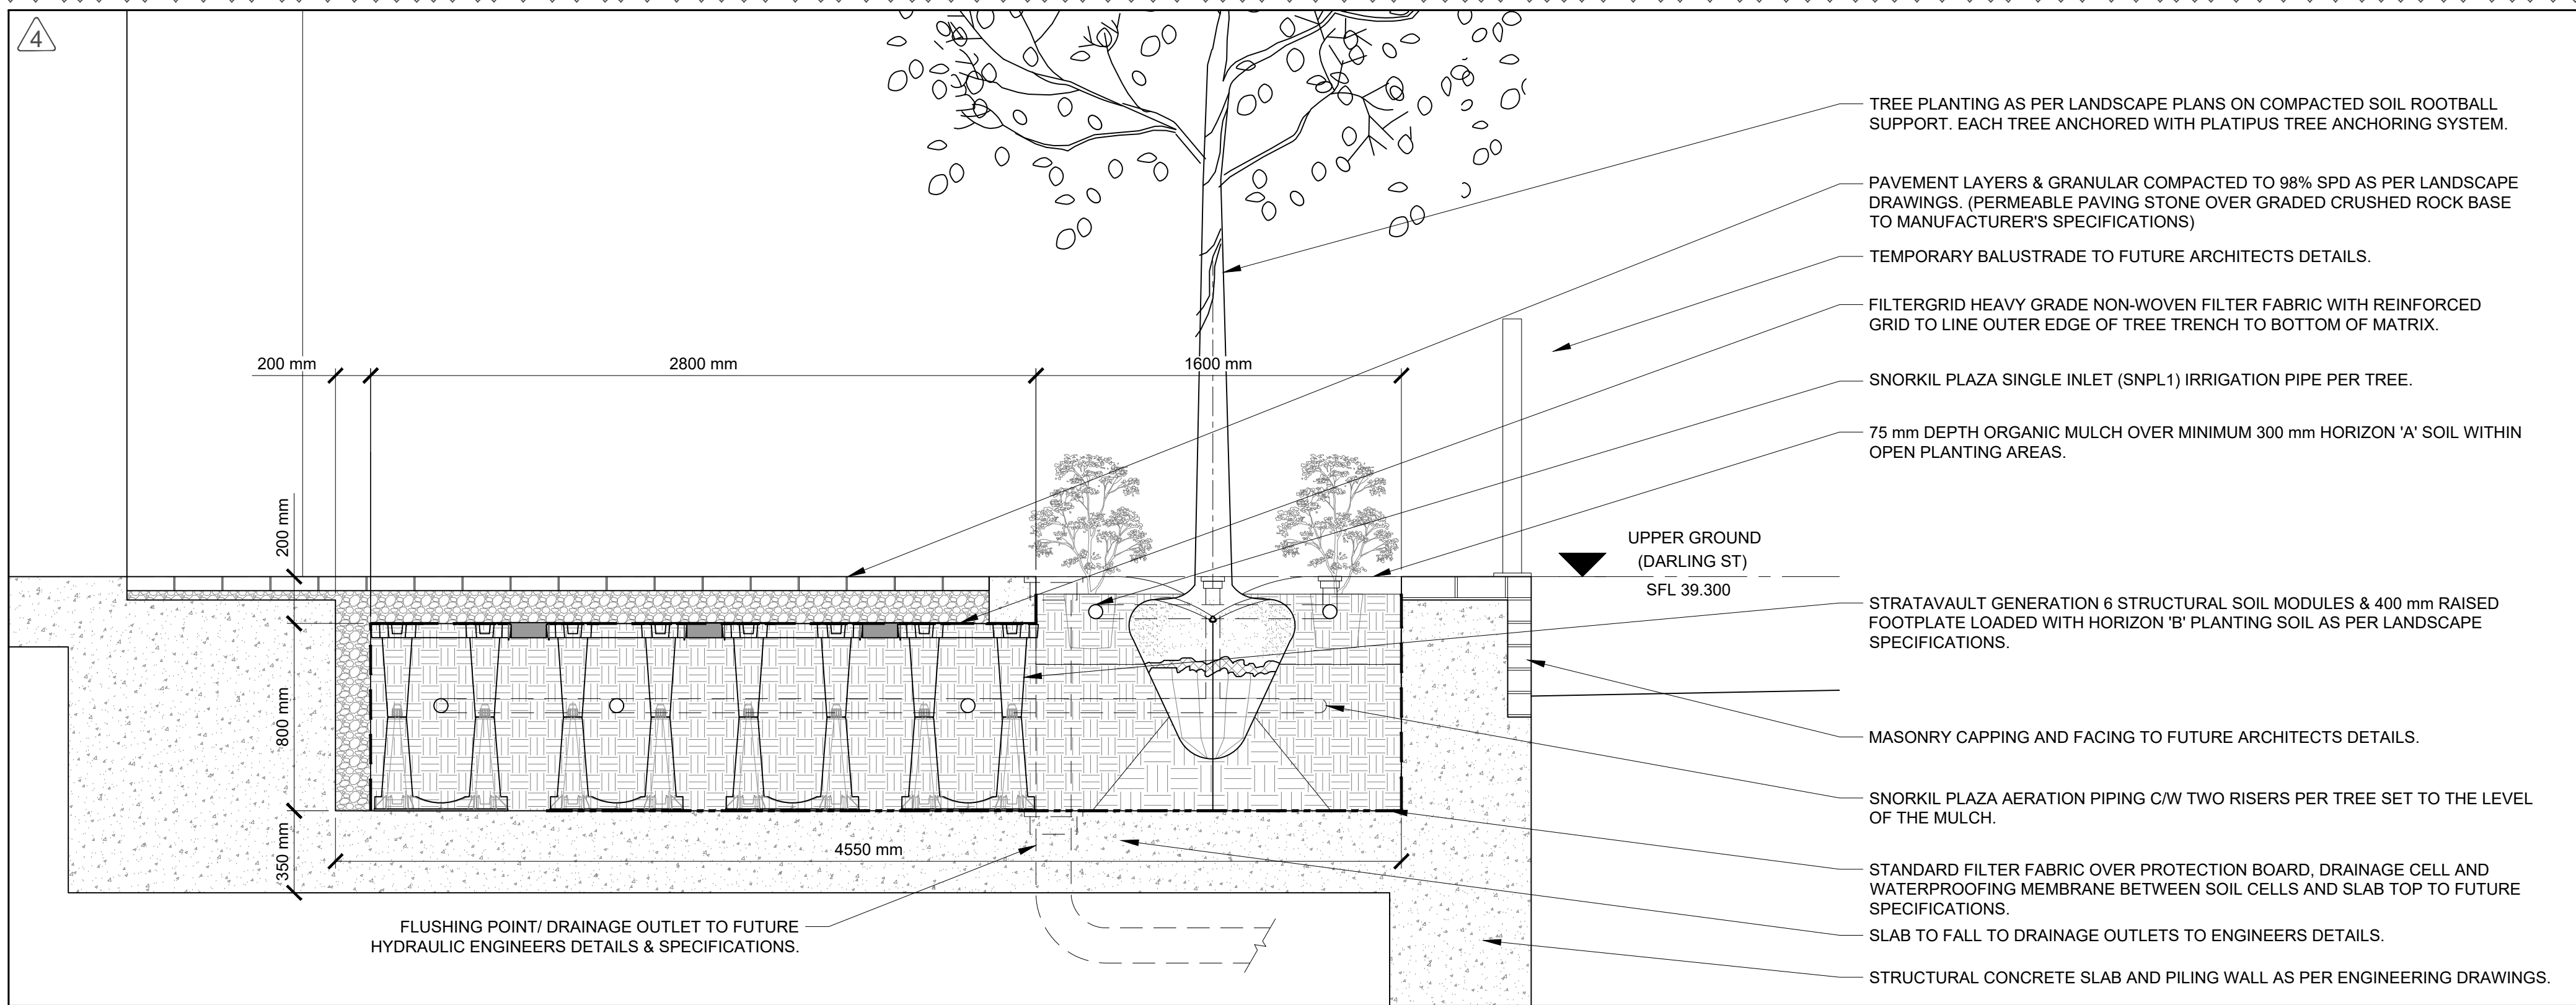 4
TREE PLANTING AS PER LANDSCAPE PLANS ON COMPACTED SOIL ROOTBALL
SUPPORT. EACH TREE ANCHORED WITH PLATIPUS TREE ANCHORING SYSTEM.
PAVEMENT LAYERS & GRANULAR COMPACTED TO 98% SPD AS PER LANDSCAPE
DRAWINGS. (PERMEABLE PAVING STONE OVER GRADED CRUSHED ROCK BASE
TO MANUFACTURER'S SPECIFICATIONS)
TEMPORARY BALUSTRADE TO FUTURE ARCHITECTS DETAILS.
FILTERGRID HEAVY GRADE NON-WOVEN FILTER FABRIC WITH REINFORCED
GRID TO LINE OUTER EDGE OF TREE TRENCH TO BOTTOM OF MATRIX.
200 mm
2800 mm
1600 mm
SNORKIL PLAZA SINGLE INLET (SNPL1) IRRIGATION PIPE PER TREE.
75 mm DEPTH ORGANIC MULCH OVER MINIMUM 300 mm HORIZON 'A' SOIL WITHIN
OPEN PLANTING AREAS.
200 mm
UPPER GROUND
(DARLING ST)
SFL 39.300
STRATAVAULT GENERATION 6 STRUCTURAL SOIL MODULES & 400 mm RAISED
FOOTPLATE LOADED WITH HORIZON 'B' PLANTING SOIL AS PER LANDSCAPE
SPECIFICATIONS.
800 mm
MASONRY CAPPING AND FACING TO FUTURE ARCHITECTS DETAILS.
SNORKIL PLAZA AERATION PIPING C/W TWO RISERS PER TREE SET TO THE LEVEL
OF THE MULCH.
350 mm
4550 mm
STANDARD FILTER FABRIC OVER PROTECTION BOARD, DRAINAGE CELL AND
WATERPROOFING MEMBRANE BETWEEN SOIL CELLS AND SLAB TOP TO FUTURE
SPECIFICATIONS.
FLUSHING POINT/ DRAINAGE OUTLET TO FUTURE
HYDRAULIC ENGINEERS DETAILS & SPECIFICATIONS.
SLAB TO FALL TO DRAINAGE OUTLETS TO ENGINEERS DETAILS.
STRUCTURAL CONCRETE SLAB AND PILING WALL AS PER ENGINEERING DRAWINGS.